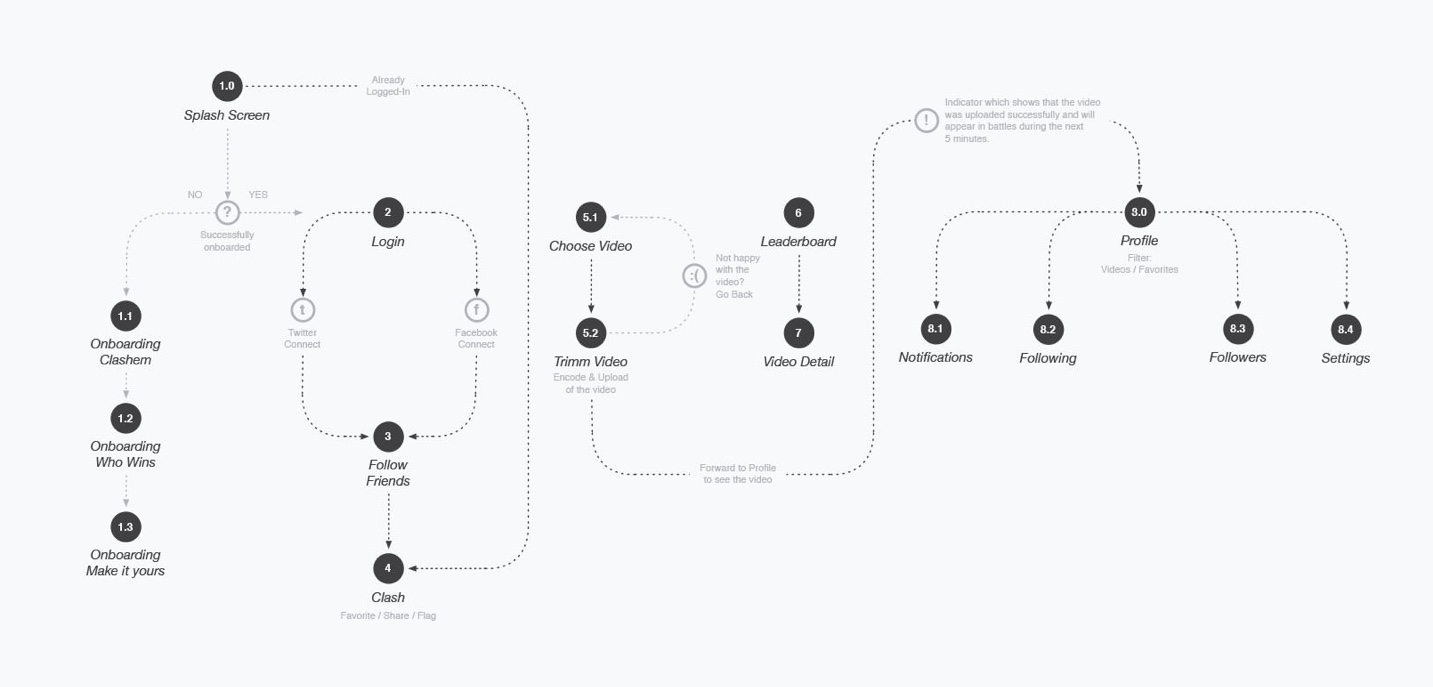 1.0
Splash Screen
Already
Logged-In
NO
YES
?
Successfully
onboarded
1.1
Onboarding
Clashem
1.2
Onboarding
Who Wins
1.3
Onboarding
Make it yours
2
Login
t
Twitter
Connect
f
Facebook
Connect
3
Follow
Friends
4
Clash
Favorite / Share / Flag
5.1
Choose Video
:(
Not happy
with the
video?
Go Back
5.2
Trimm Video
Encode & Upload
of the video
Forward to Profile
to see the video
6
Leaderboard
7
Video Detail
!
Indicator which shows that the video
was uploaded successfully and will
appear in battles during the next
5 minutes.
8.0
Profile
Filter:
Videos / Favorites
8.1
Notifications
8.2
Following
8.3
Followers
8.4
Settings